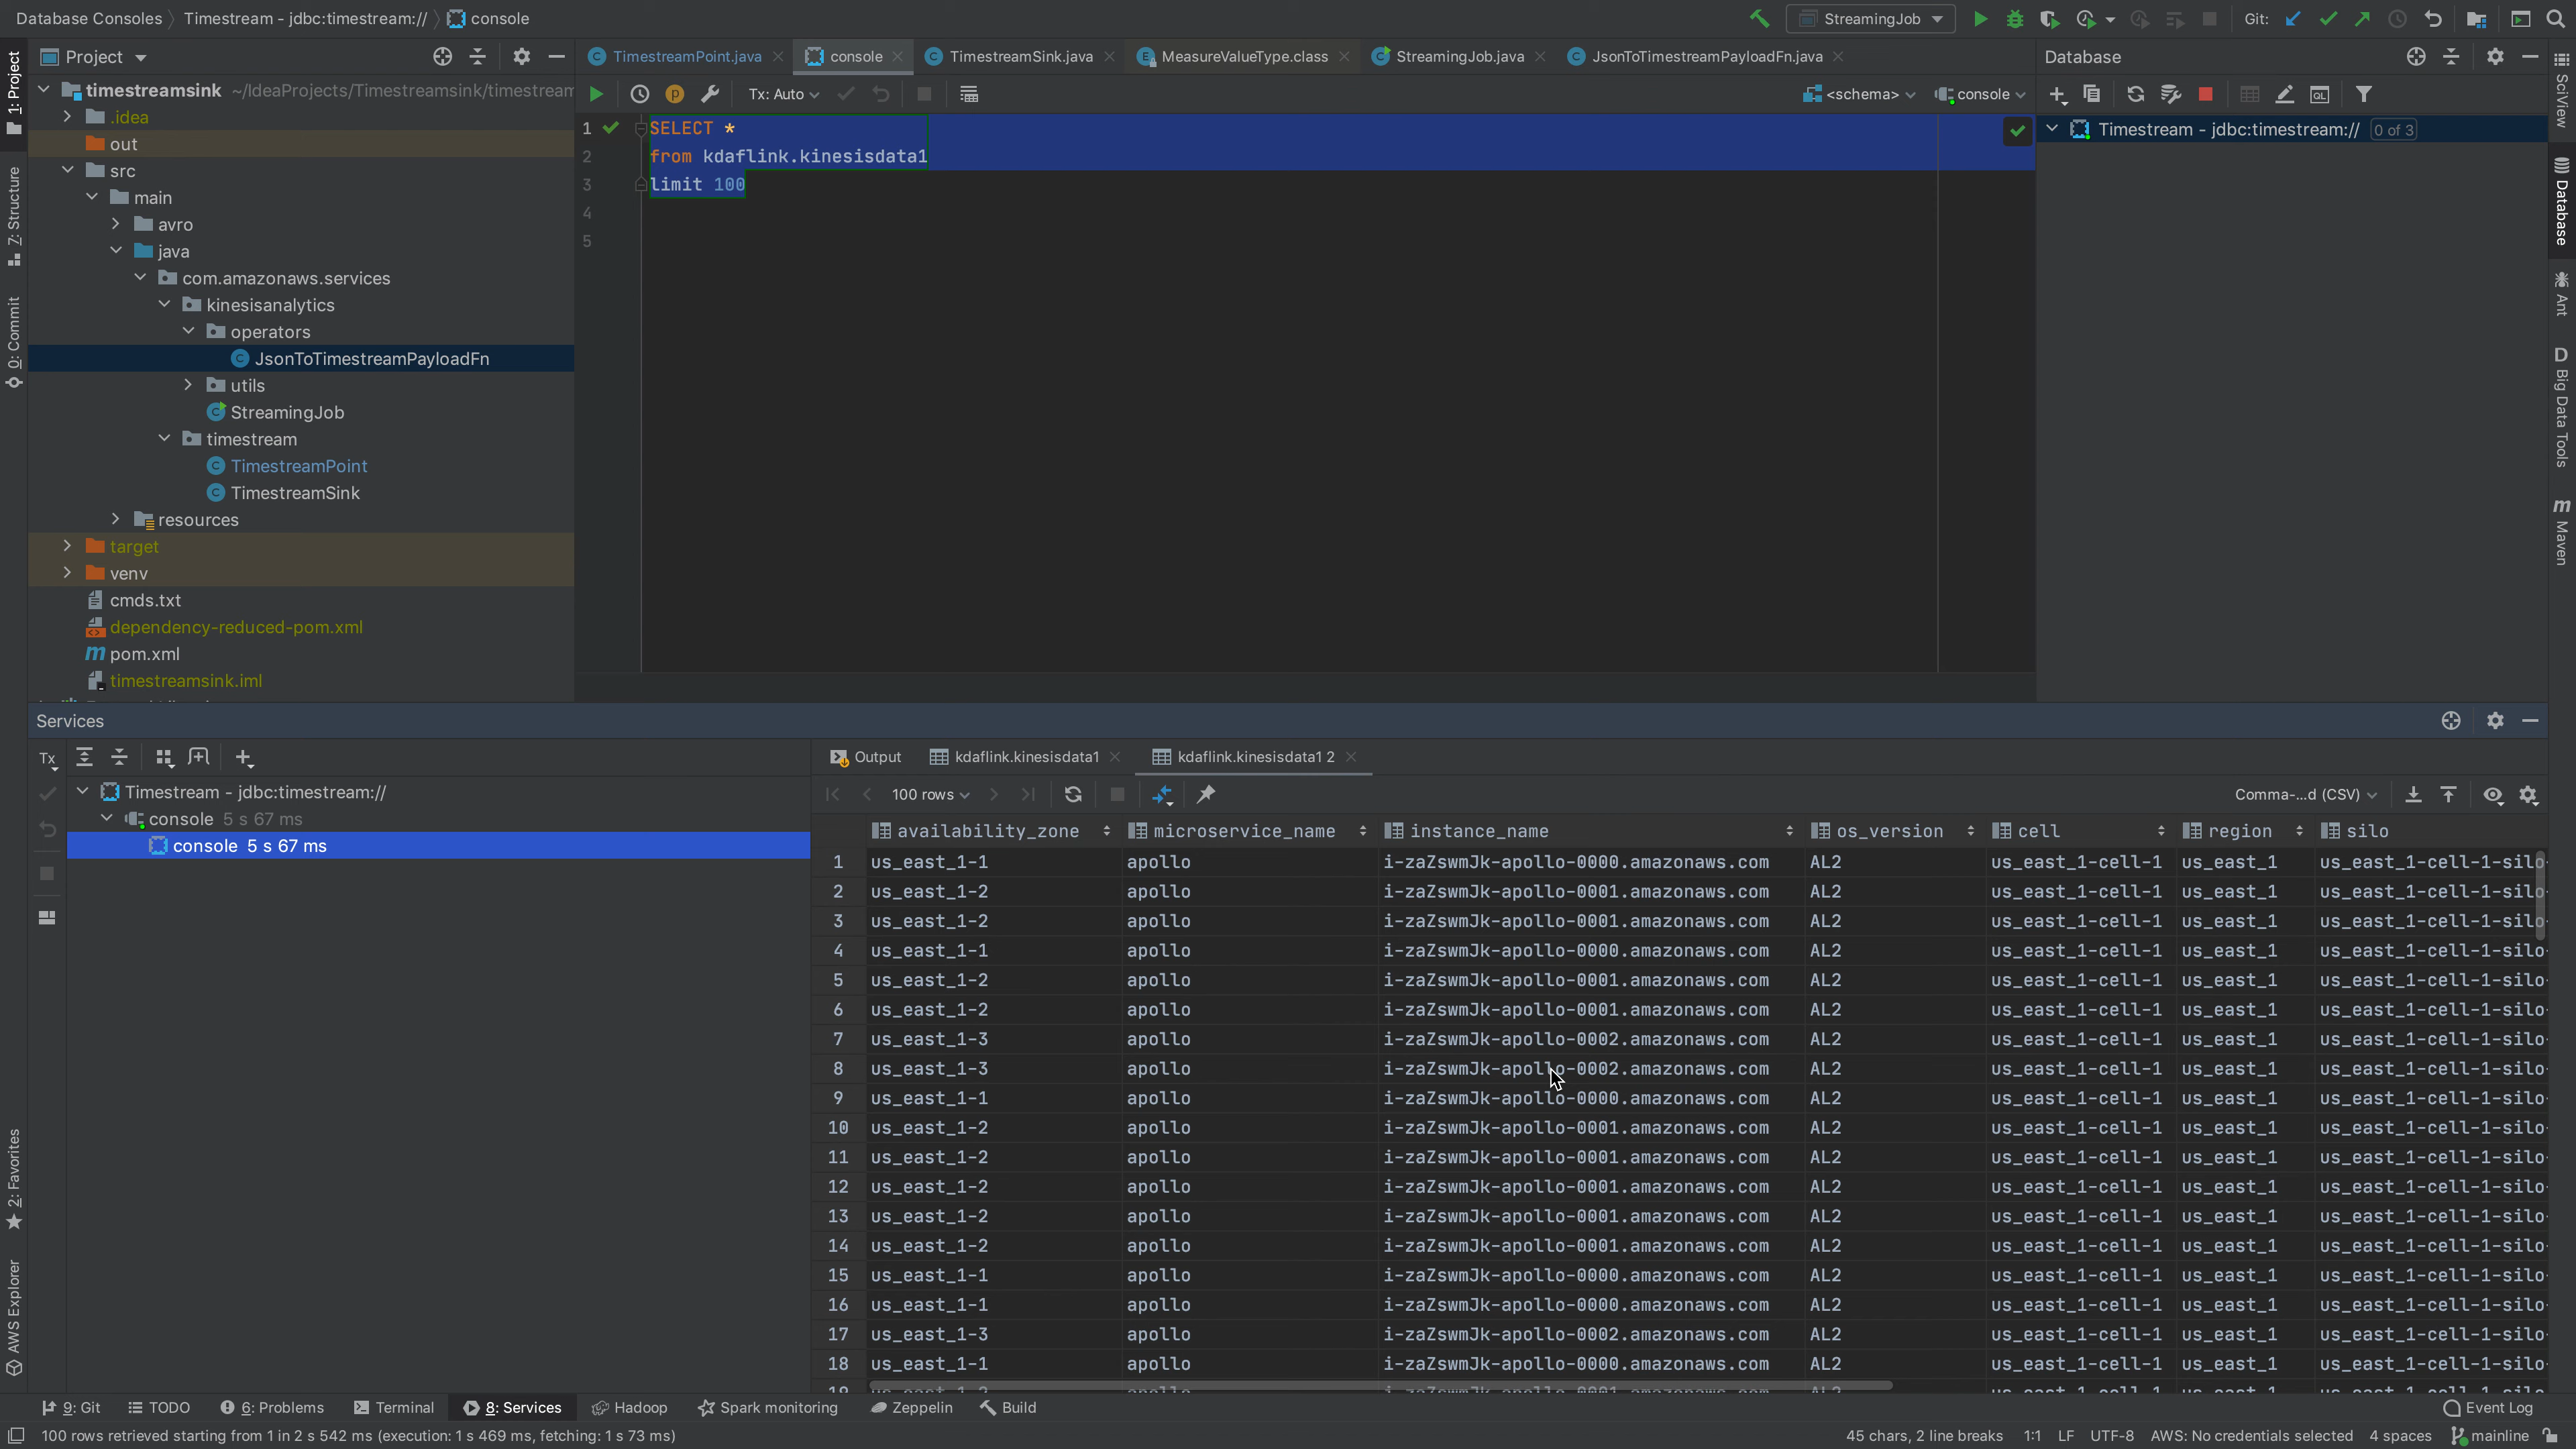 Database Consoles Timestream - jdbc:timestream:// console
StreamingJob Git:
Project
TimestreamPoint.java console TimestreamSink.java MeasureValueType.class StreamingJob.java JsonToTimestreamPayloadFn.java
Database
timestreamsink ~/IdeaProjects/Timestreamsink/timestream
.idea
out
src
main
avro
java
com.amazonaws.services
kinesisanalytics
operators
JsonToTimestreamPayloadFn
utils
StreamingJob
timestream
TimestreamPoint
TimestreamSink
resources
target
venv
cmds.txt
dependency-reduced-pom.xml
pom.xml
timestreamsink.iml
Tx: Auto <schema> console
1 SELECT *
2 from kdaflink.kinesisdata1
3 limit 100
4
5
Timestream - jdbc:timestream:// 0 of 3
1: Project
7: Structure
0: Commit
2: Favorites
AWS Explorer
SciView
Database
Ant
D Big Data Tools
m Maven
Services
Tx
Timestream - jdbc:timestream://
console 5 s 67 ms
console 5 s 67 ms
Output kdaflink.kinesisdata1 kdaflink.kinesisdata1 2
100 rows Comma-...d (CSV)
availability_zone microservice_name instance_name os_version cell region silo
1 us_east_1-1 apollo i-zaZswmJk-apollo-0000.amazonaws.com AL2 us_east_1-cell-1 us_east_1 us_east_1-cell-1-silo-
2 us_east_1-2 apollo i-zaZswmJk-apollo-0001.amazonaws.com AL2 us_east_1-cell-1 us_east_1 us_east_1-cell-1-silo-
3 us_east_1-2 apollo i-zaZswmJk-apollo-0001.amazonaws.com AL2 us_east_1-cell-1 us_east_1 us_east_1-cell-1-silo-
4 us_east_1-1 apollo i-zaZswmJk-apollo-0000.amazonaws.com AL2 us_east_1-cell-1 us_east_1 us_east_1-cell-1-silo-
5 us_east_1-2 apollo i-zaZswmJk-apollo-0001.amazonaws.com AL2 us_east_1-cell-1 us_east_1 us_east_1-cell-1-silo-
6 us_east_1-2 apollo i-zaZswmJk-apollo-0001.amazonaws.com AL2 us_east_1-cell-1 us_east_1 us_east_1-cell-1-silo-
7 us_east_1-3 apollo i-zaZswmJk-apollo-0002.amazonaws.com AL2 us_east_1-cell-1 us_east_1 us_east_1-cell-1-silo-
8 us_east_1-3 apollo i-zaZswmJk-apollo-0002.amazonaws.com AL2 us_east_1-cell-1 us_east_1 us_east_1-cell-1-silo-
9 us_east_1-1 apollo i-zaZswmJk-apollo-0000.amazonaws.com AL2 us_east_1-cell-1 us_east_1 us_east_1-cell-1-silo-
10 us_east_1-2 apollo i-zaZswmJk-apollo-0001.amazonaws.com AL2 us_east_1-cell-1 us_east_1 us_east_1-cell-1-silo-
11 us_east_1-2 apollo i-zaZswmJk-apollo-0001.amazonaws.com AL2 us_east_1-cell-1 us_east_1 us_east_1-cell-1-silo-
12 us_east_1-2 apollo i-zaZswmJk-apollo-0001.amazonaws.com AL2 us_east_1-cell-1 us_east_1 us_east_1-cell-1-silo-
13 us_east_1-2 apollo i-zaZswmJk-apollo-0001.amazonaws.com AL2 us_east_1-cell-1 us_east_1 us_east_1-cell-1-silo-
14 us_east_1-2 apollo i-zaZswmJk-apollo-0001.amazonaws.com AL2 us_east_1-cell-1 us_east_1 us_east_1-cell-1-silo-
15 us_east_1-1 apollo i-zaZswmJk-apollo-0000.amazonaws.com AL2 us_east_1-cell-1 us_east_1 us_east_1-cell-1-silo-
16 us_east_1-1 apollo i-zaZswmJk-apollo-0000.amazonaws.com AL2 us_east_1-cell-1 us_east_1 us_east_1-cell-1-silo-
17 us_east_1-3 apollo i-zaZswmJk-apollo-0002.amazonaws.com AL2 us_east_1-cell-1 us_east_1 us_east_1-cell-1-silo-
18 us_east_1-1 apollo i-zaZswmJk-apollo-0000.amazonaws.com AL2 us_east_1-cell-1 us_east_1 us_east_1-cell-1-silo-
9: Git TODO 6: Problems Terminal 8: Services Hadoop Spark monitoring Zeppelin Build Event Log
100 rows retrieved starting from 1 in 2 s 542 ms (execution: 1 s 469 ms, fetching: 1 s 73 ms) 45 chars, 2 line breaks 1:1 LF UTF-8 AWS: No credentials selected 4 spaces mainline